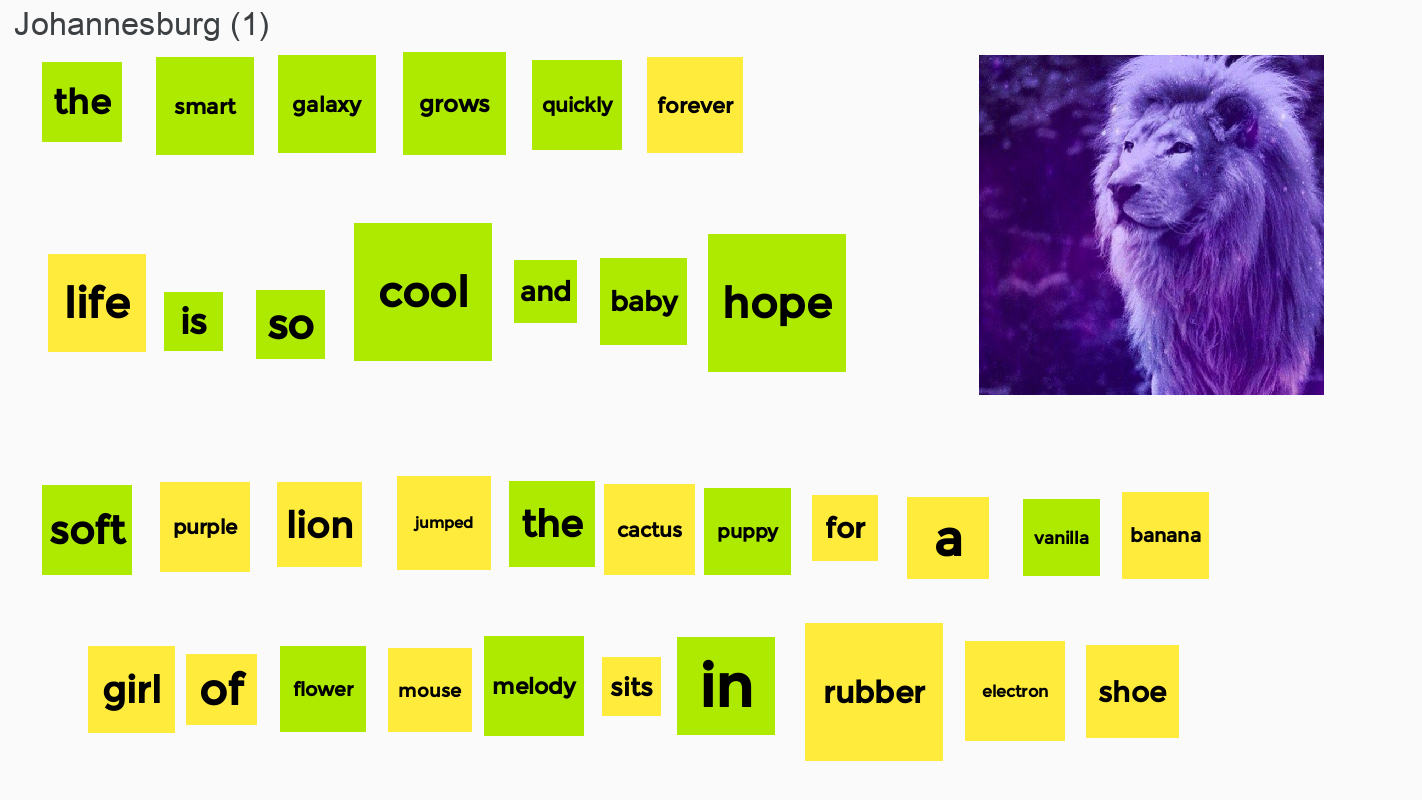 Johannesburg (1)
the smart galaxy grows quickly forever
life is so cool and baby hope
soft purple lion jumped the cactus puppy for a vanilla banana
girl of flower mouse melody sits in rubber electron shoe